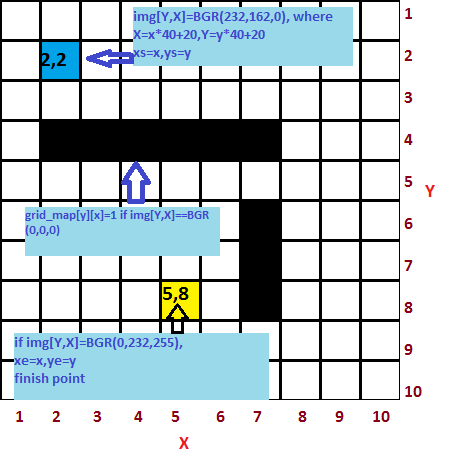 img[Y,X]=BGR(232,162,0), where
X=x*40+20,Y=y*40+20
xs=x,ys=y
1
2,2
2
3
4
5
grid_map[y][x]=1 if img[Y,X]==BGR
(0,0,0)
Y
6
7
5,8
8
if img[Y,X]=BGR(0,232,255),
xe=x,ye=y
finish point
9
10
1 2 3 4 5 6 7 8 9 10
X